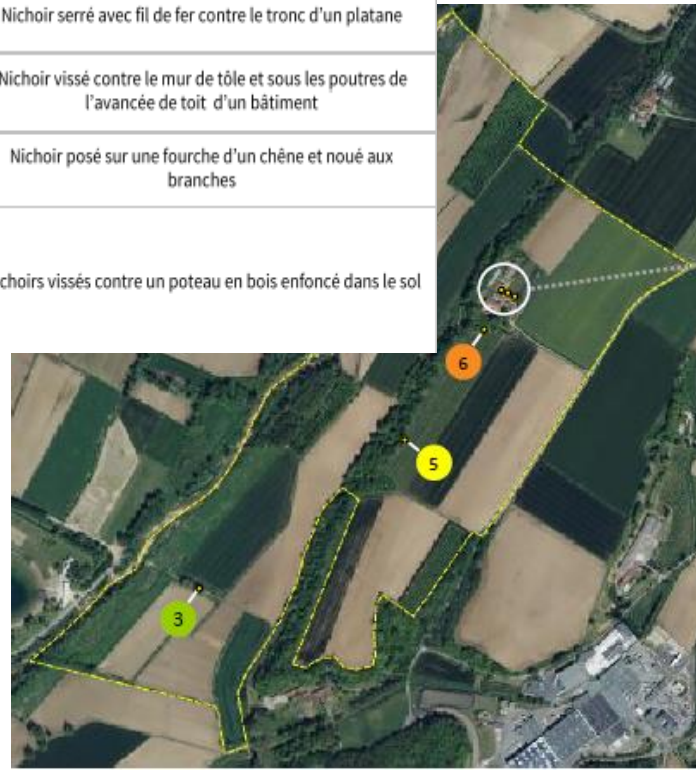 Nichoir serré avec fil de fer contre le tronc d'un platane
Nichoir vissé contre le mur de tôle et sous les poutres de
l'avancée de toit d'un bâtiment
Nichoir posé sur une fourche d'un chêne et noué aux
branches
choirs vissés contre un poteau en bois enfoncé dans le sol
6
5
3